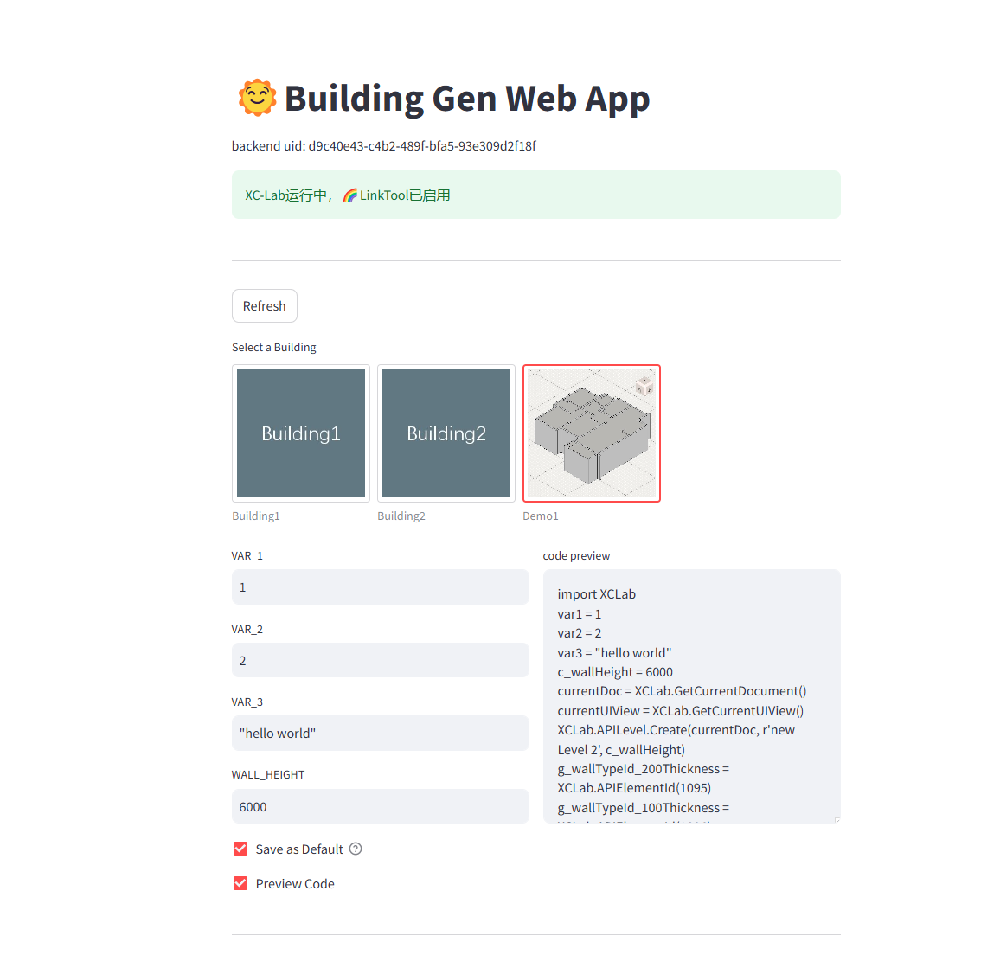 Building Gen Web App
backend uid: d9c40e43-c4b2-489f-bfa5-93e309d2f18f
XC-Lab运行中，🌈LinkTool已启用
Refresh
Select a Building
Building1
Building2
Building1
Building2
Demo1
VAR_1
1
VAR_2
2
VAR_3
"hello world"
WALL_HEIGHT
6000
code preview
import XCLab
var1 = 1
var2 = 2
var3 = "hello world"
c_wallHeight = 6000
currentDoc = XCLab.GetCurrentDocument()
currentUIView = XCLab.GetCurrentUIView()
XCLab.APILevel.Create(currentDoc, r'new
Level 2', c_wallHeight)
g_wallTypeId_200Thickness =
XCLab.APIElementId(1095)
g_wallTypeId_100Thickness =
Save as Default
Preview Code